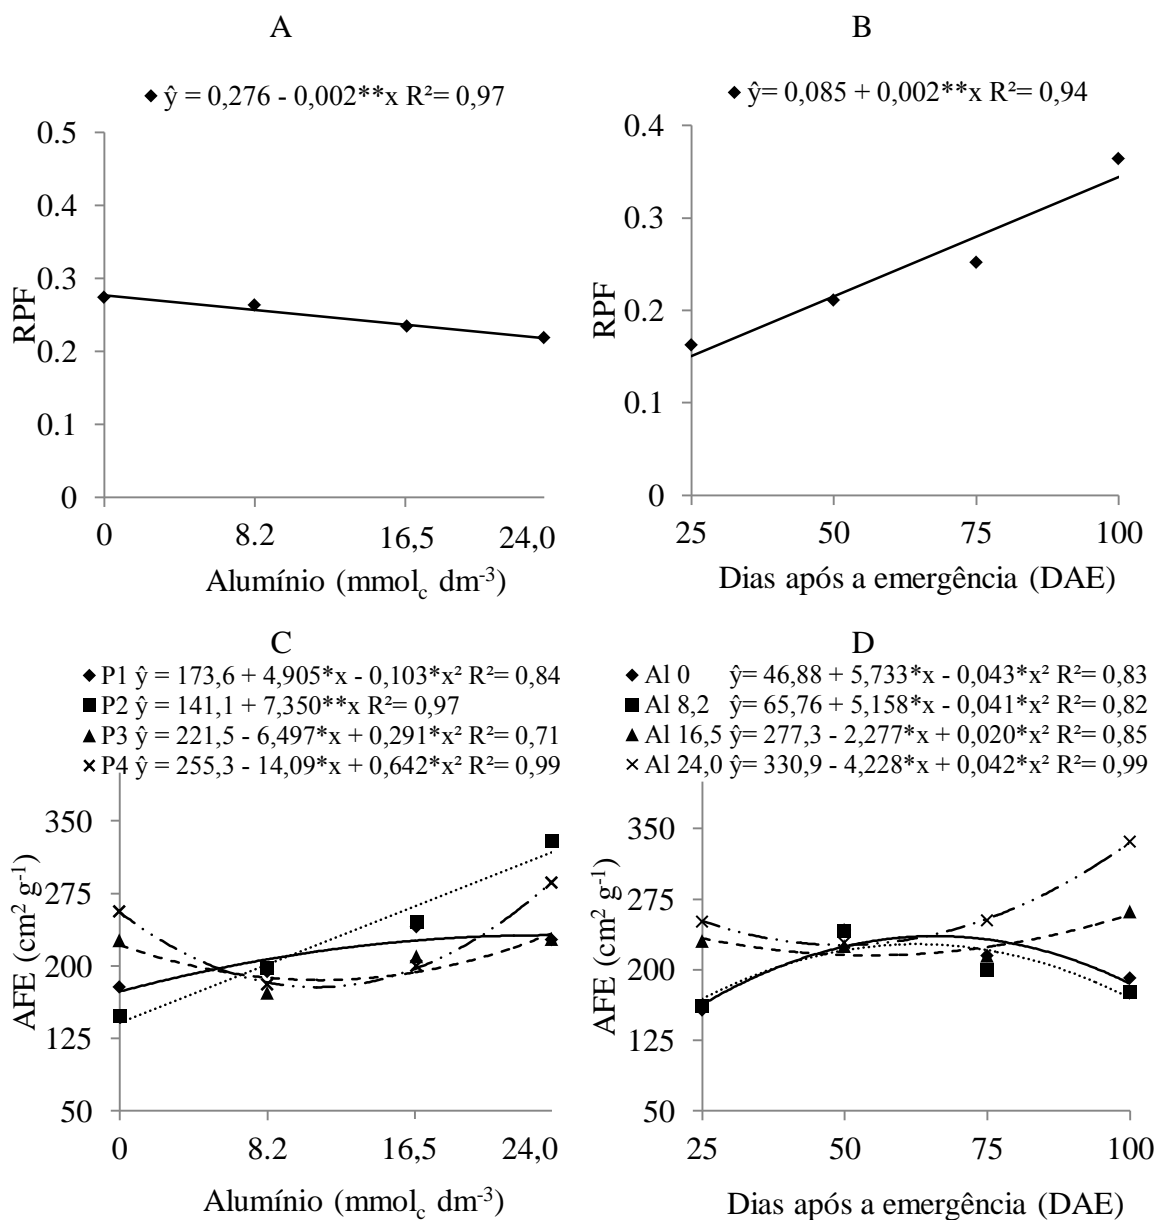 A
◆ ŷ = 0,276 - 0,002**x R²= 0,97
0.5
0.4
0.3
0.2
0.1
0
RPF
0 8.2 16,5 24,0
Alumínio (mmol_c dm⁻³)
B
◆ ŷ= 0,085 + 0,002**x R²= 0,94
0.4
0.3
0.2
0.1
0
RPF
25 50 75 100
Dias após a emergência (DAE)
C
◆ P1 ŷ = 173,6 + 4,905*x - 0,103*x² R²= 0,84
■ P2 ŷ = 141,1 + 7,350**x R²= 0,97
▲ P3 ŷ = 221,5 - 6,497*x + 0,291*x² R²= 0,71
× P4 ŷ = 255,3 - 14,09*x + 0,642*x² R²= 0,99
350
275
200
125
50
AFE (cm² g⁻¹)
0 8.2 16,5 24,0
Alumínio (mmol_c dm⁻³)
D
◆ Al 0 ŷ= 46,88 + 5,733*x - 0,043*x² R²= 0,83
■ Al 8,2 ŷ= 65,76 + 5,158*x - 0,041*x² R²= 0,82
▲ Al 16,5 ŷ= 277,3 - 2,277*x + 0,020*x² R²= 0,85
× Al 24,0 ŷ= 330,9 - 4,228*x + 0,042*x² R²= 0,99
350
275
200
125
50
AFE (cm² g⁻¹)
25 50 75 100
Dias após a emergência (DAE)